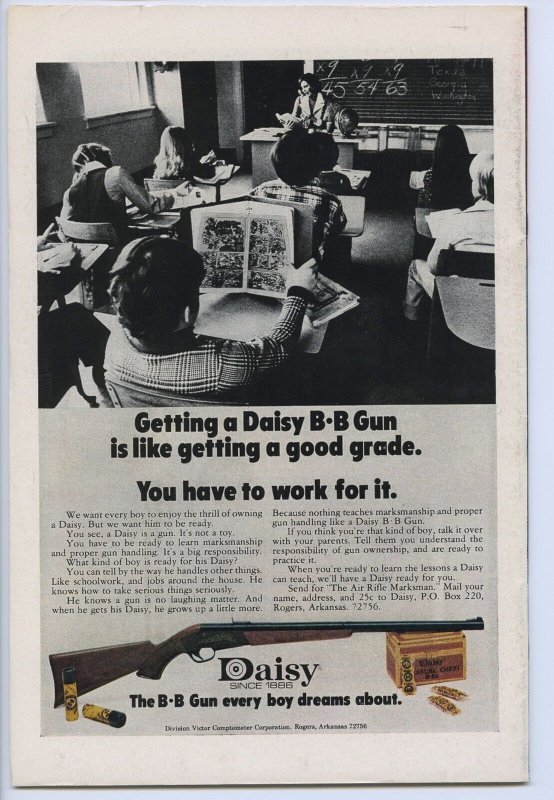 x9 x9 x9
45 54 63
Texas
Georgia
Washington
Getting a Daisy B·B Gun
is like getting a good grade.
You have to work for it.
We want every boy to enjoy the thrill of owning
a Daisy. But we want him to be ready.
You see, a Daisy is a gun. It's not a toy.
You have to be ready to learn marksmanship
and proper gun handling. It's a big responsibility.
What kind of boy is ready for his Daisy?
You can tell by the way he handles other things.
Like schoolwork, and jobs around the house. He
knows how to take serious things seriously.
He knows a gun is no laughing matter. And
when he gets his Daisy, he grows up a little more.
Because nothing teaches marksmanship and proper
gun handling like a Daisy B·B Gun.
If you think you're that kind of boy, talk it over
with your parents. Tell them you understand the
responsibility of gun ownership, and are ready to
practice it.
When you're ready to learn the lessons a Daisy
can teach, we'll have a Daisy ready for you.
Send for "The Air Rifle Marksman." Mail your
name, address, and 25c to Daisy, P.O. Box 220,
Rogers, Arkansas. 72756.
Daisy®
SINCE 1886
Daisy
B·Bs
The B·B Gun every boy dreams about.
Division Victor Comptometer Corporation. Rogers, Arkansas 72756